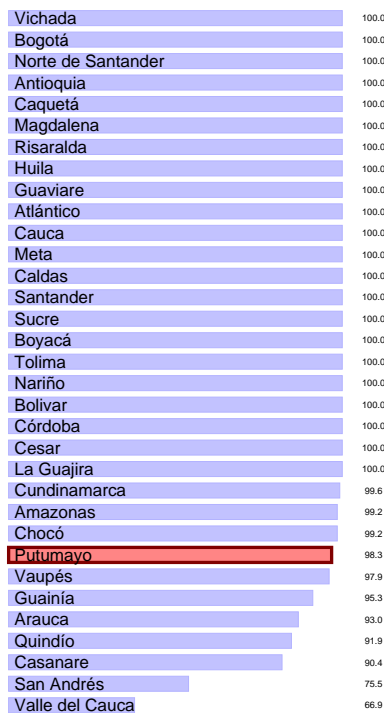 Vichada 100.0
Bogotá 100.0
Norte de Santander 100.0
Antioquia 100.0
Caquetá 100.0
Magdalena 100.0
Risaralda 100.0
Huila 100.0
Guaviare 100.0
Atlántico 100.0
Cauca 100.0
Meta 100.0
Caldas 100.0
Santander 100.0
Sucre 100.0
Boyacá 100.0
Tolima 100.0
Nariño 100.0
Bolivar 100.0
Córdoba 100.0
Cesar 100.0
La Guajira 100.0
Cundinamarca 99.6
Amazonas 99.2
Chocó 99.2
Putumayo 98.3
Vaupés 97.9
Guainía 95.3
Arauca 93.0
Quindío 91.9
Casanare 90.4
San Andrés 75.5
Valle del Cauca 66.9